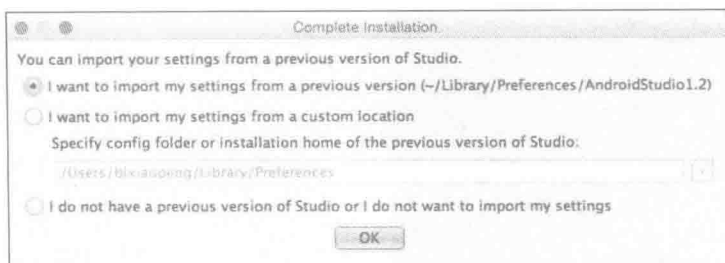 Complete Installation
You can import your settings from a previous version of Studio.
I want to import my settings from a previous version (~/Library/Preferences/AndroidStudio1.2)
I want to import my settings from a custom location
Specify config folder or installation home of the previous version of Studio:
/Users/bixiaopeng/Library/Preferences
I do not have a previous version of Studio or I do not want to import my settings
OK